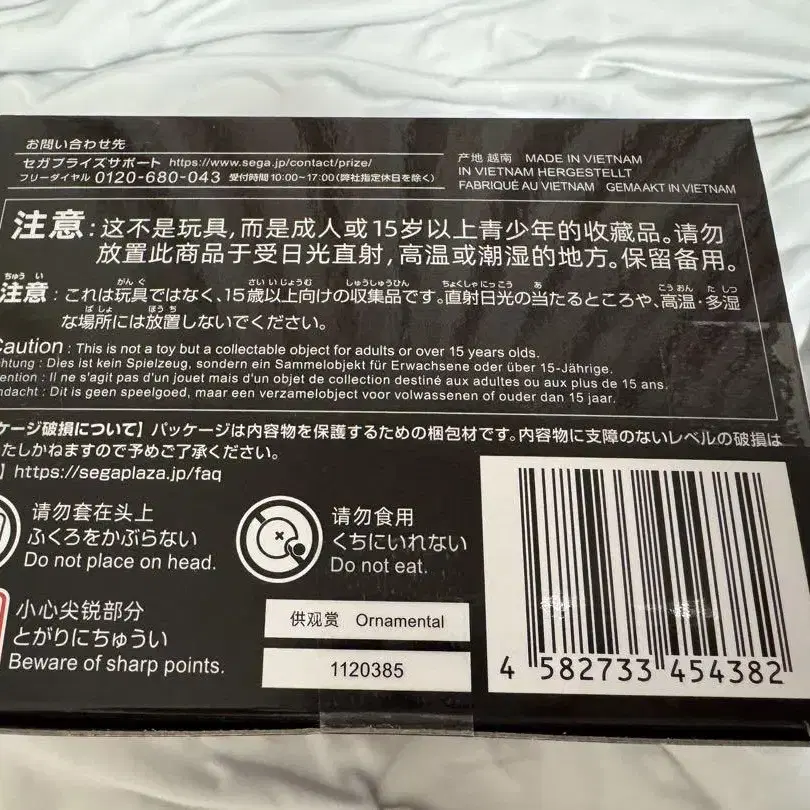 お問い合わせ先
セガプライズサポート https://www.sega.jp/contact/prize/
フリーダイヤル 0120-680-043 受付時間10:00~17:00(弊社指定休日を除く)
产地 越南 MADE IN VIETNAM
IN VIETNAM HERGESTELLT
FABRIQUÉ AU VIETNAM GEMAAKT IN VIETNAM
注意:这不是玩具,而是成人或15岁以上青少年的收藏品。请勿
放置此商品于受日光直射,高温或潮湿的地方。保留备用。
注意:これは玩具ではなく、15歳以上向けの収集品です。直射日光の当たるところや、高温・多湿
な場所には放置しないでください。
Caution : This is not a toy but a collectable object for adults or over 15 years olds.
chtung : Dies ist kein Spielzeug, sondern ein Sammelobjekt für Erwachsene oder über 15-Jährige.
ention : Il ne s'agit pas d'un jouet mais d'un objet de collection destiné aux adultes ou aux plus de 15 ans.
ndacht : Dit is geen speelgoed, maar een verzamelobject voor volwassenen of ouder dan 15 jaar.
ケージ破損について】パッケージは内容物を保護するための梱包材です。内容物に支障のないレベルの破損は
たしかねますので予めご了承ください。
】https://segaplaza.jp/faq
请勿套在头上
ふくろをかぶらない
Do not place on head.
请勿食用
くちにいれない
Do not eat.
小心尖锐部分
とがりにちゅうい
Beware of sharp points.
供观赏 Ornamental
1120385
4 582733 454382